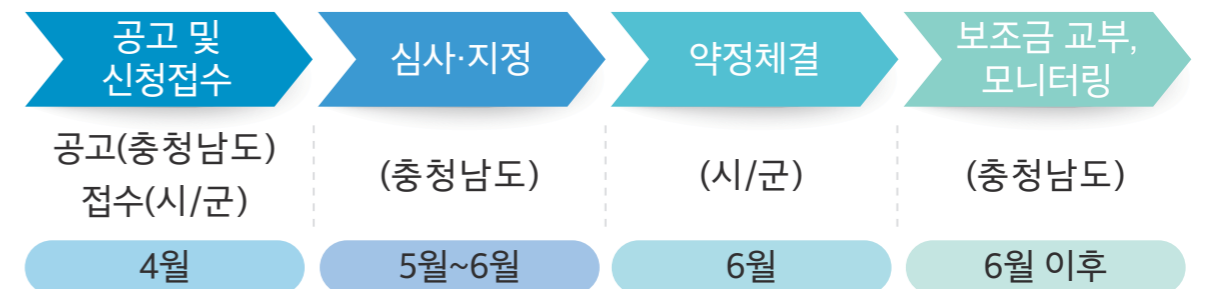 공고 및
신청접수
심사·지정
약정체결
보조금 교부,
모니터링
공고(충청남도)
접수(시/군)
(충청남도)
(시/군)
(충청남도)
4월
5월~6월
6월
6월 이후